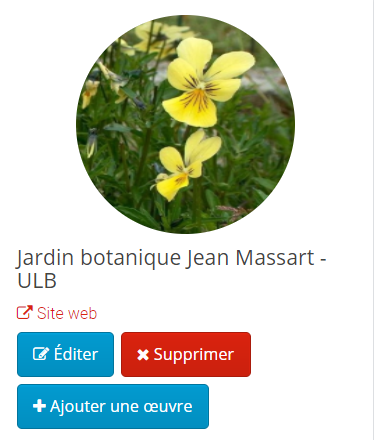 Jardin botanique Jean Massart -
ULB
Site web
Éditer
Supprimer
Ajouter une œuvre